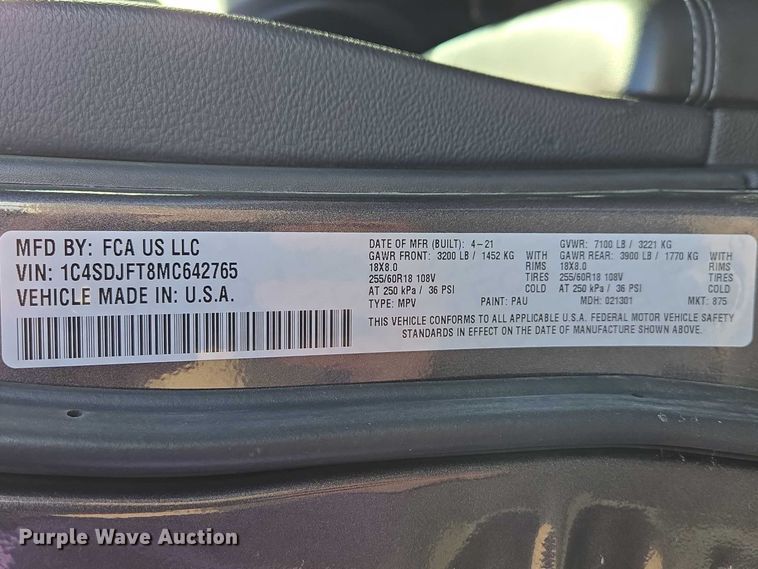 MFD BY: FCA US LLC
VIN: 1C4SDJFT8MC642765
VEHICLE MADE IN: U.S.A.
DATE OF MFR (BUILT): 4-21 GVWR: 7100 LB / 3221 KG
GAWR FRONT: 3200 LB / 1452 KG GAWR REAR: 3900 LB / 1770 KG
18X8.0 RIMS 18X8.0 RIMS
255/60R18 108V TIRES 255/60R18 108V TIRES
AT 250 kPa / 36 PSI COLD AT 250 kPa / 36 PSI COLD
TYPE: MPV PAINT: PAU MDH: 021301 MKT: 875
THIS VEHICLE CONFORMS TO ALL APPLICABLE U.S.A. FEDERAL MOTOR VEHICLE SAFETY
STANDARDS IN EFFECT ON THE DATE OF MANUFACTURE SHOWN ABOVE.
Purple Wave Auction®